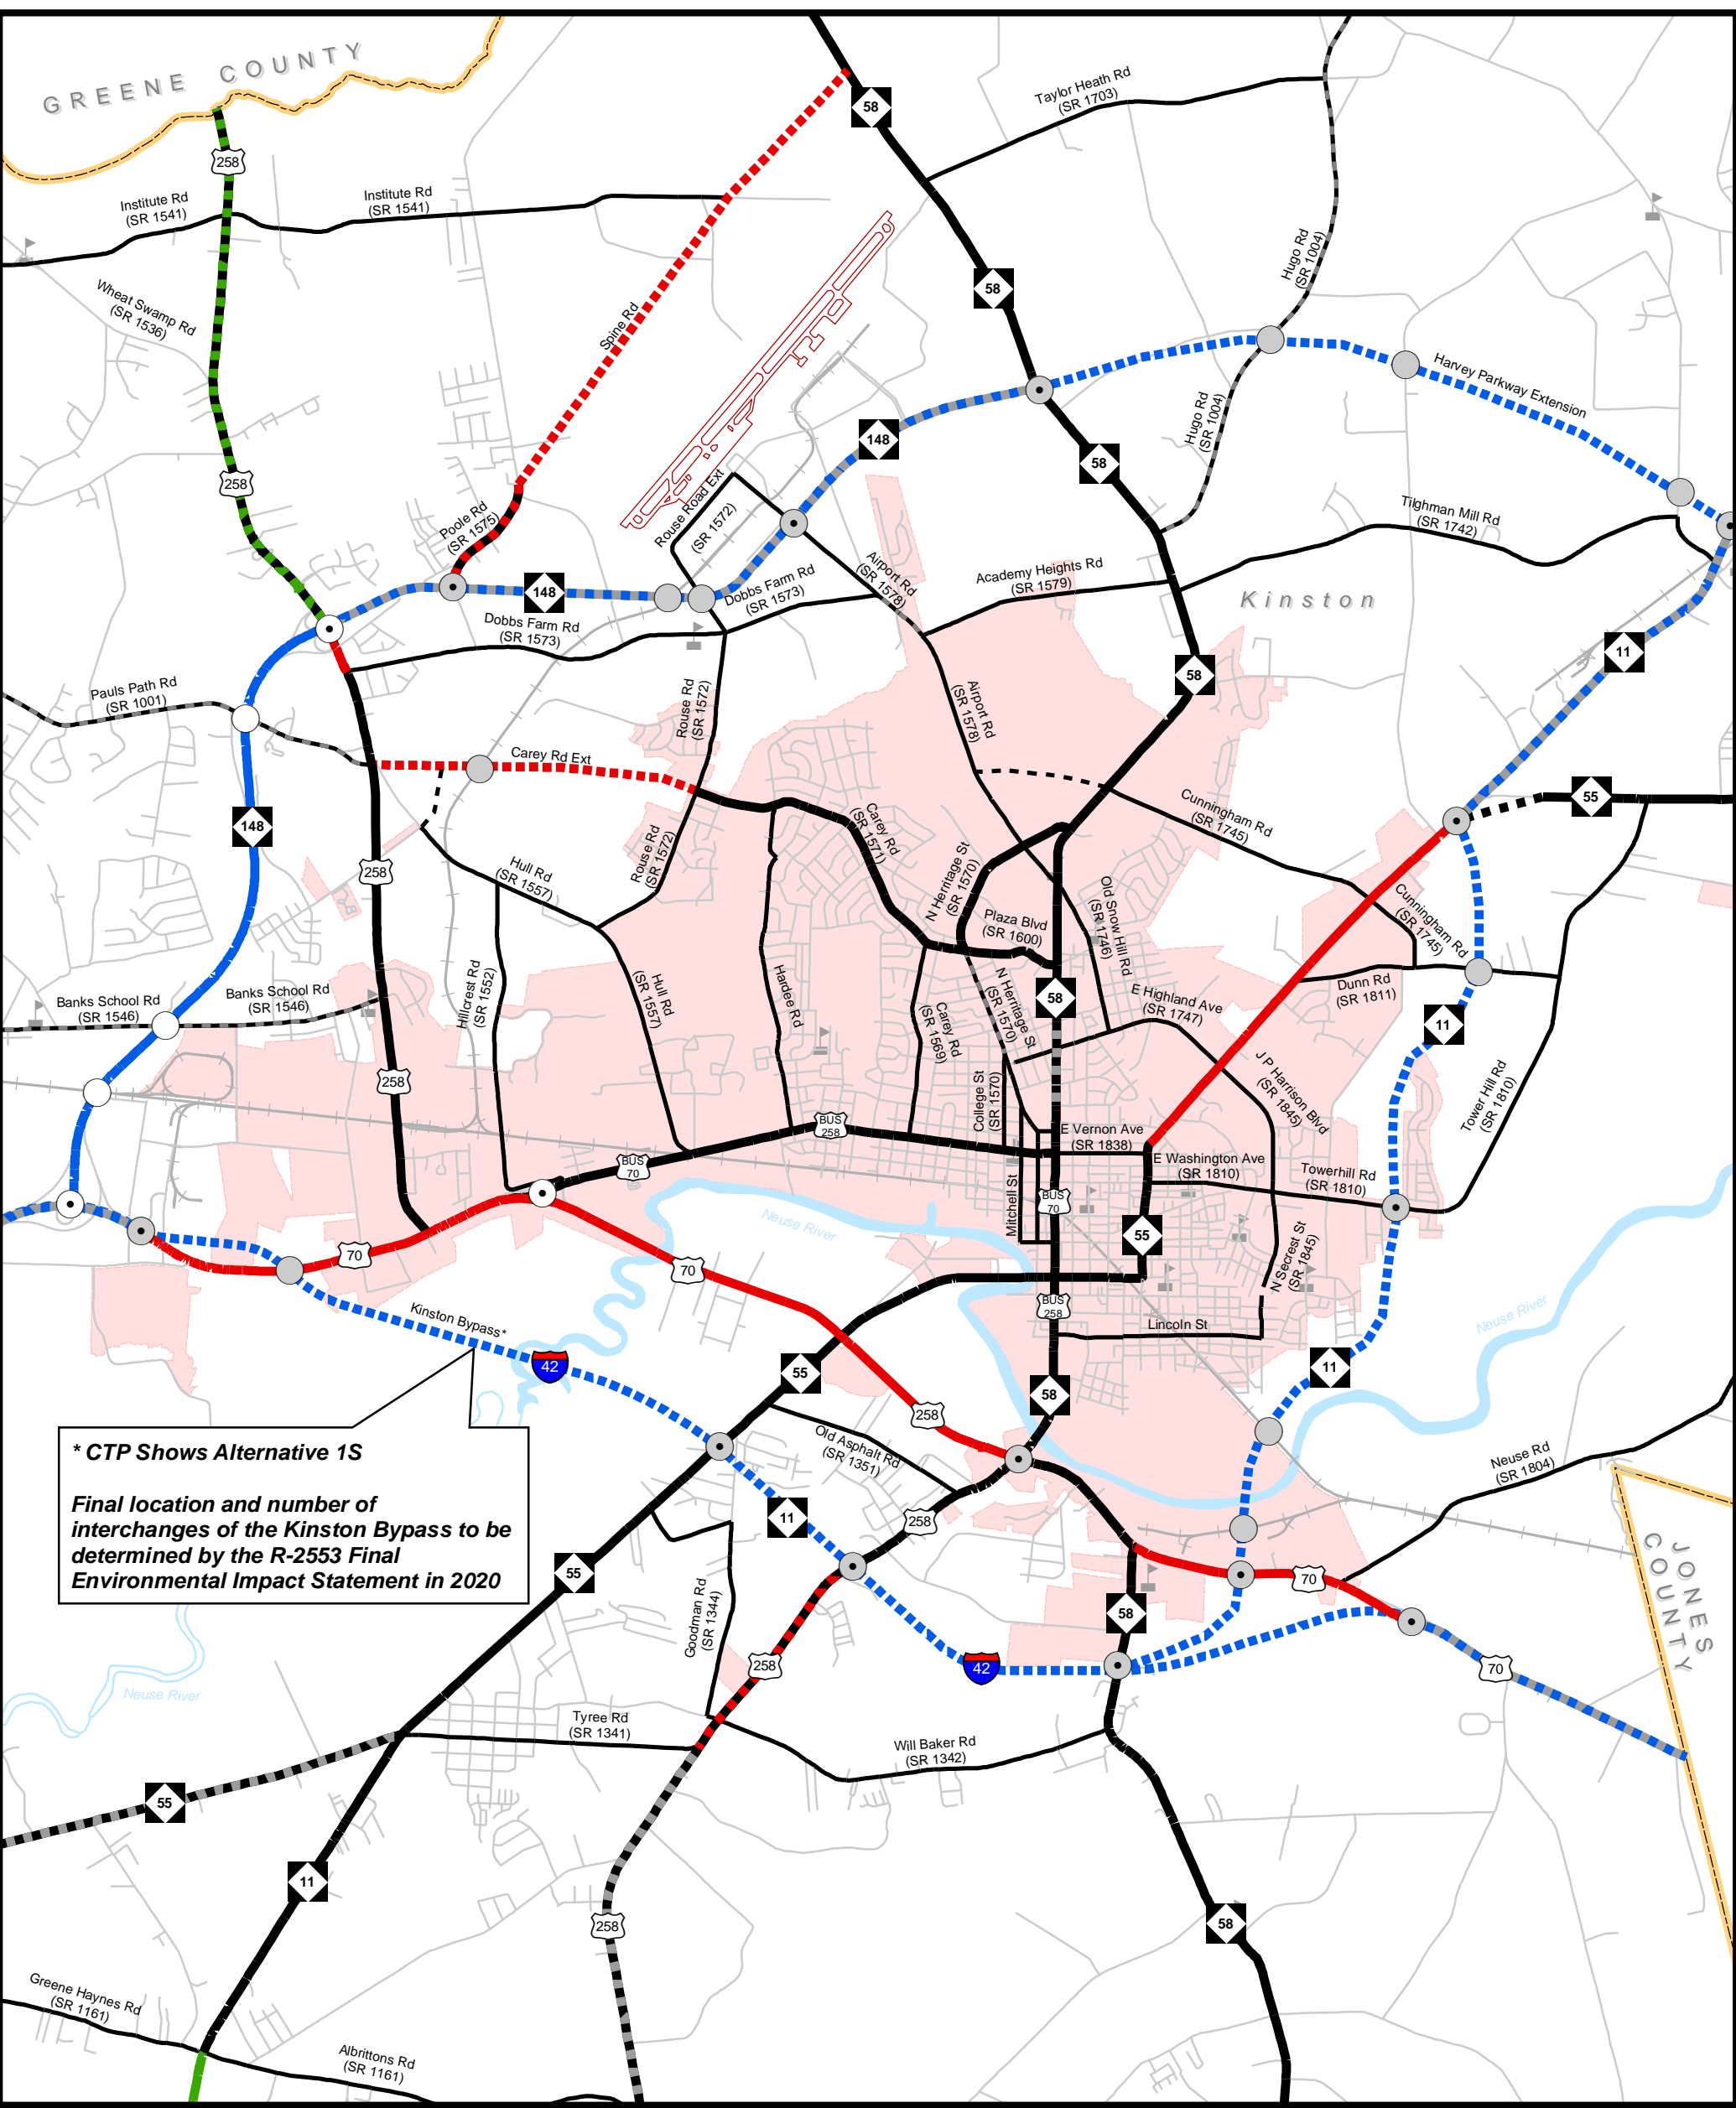 GREENE COUNTY
58
Taylor Heath Rd
(SR 1703)
258
Institute Rd
(SR 1541)
Institute Rd
(SR 1541)
Hugo Rd
(SR 1004)
Wheat Swamp Rd
(SR 1536)
58
Spine Rd
Harvey Parkway Extension
Hugo Rd
(SR 1004)
148
58
258
Poole Rd
(SR 1575)
Rouse Road Ext
(SR 1572)
Tilghman Mill Rd
(SR 1742)
Airport Rd
(SR 1578)
Academy Heights Rd
(SR 1579)
148
Dobbs Farm Rd
(SR 1573)
Dobbs Farm Rd
(SR 1573)
Kinston
11
58
Pauls Path Rd
(SR 1001)
Rouse Rd
(SR 1572)
Airport Rd
(SR 1578)
Carey Rd Ext
55
148
Cunningham Rd
(SR 1745)
Carey Rd
(SR 1571)
258
Hull Rd
(SR 1557)
Rouse Rd
(SR 1572)
N Herritage St
(SR 1570)
Plaza Blvd
(SR 1600)
Old Snow Hill Rd
(SR 1746)
Cunningham Rd
(SR 1745)
Banks School Rd
(SR 1546)
Banks School Rd
(SR 1546)
Hillcrest Rd
(SR 1552)
Hull Rd
(SR 1557)
Hardee Rd
Carey Rd
(SR 1569)
N Herritage St
(SR 1570)
58
E Highland Ave
(SR 1747)
Dunn Rd
(SR 1811)
11
258
College St
(SR 1570)
J P Harrison Blvd
(SR 1845)
Tower Hill Rd
(SR 1810)
BUS
258
E Vernon Ave
(SR 1838)
BUS
70
E Washington Ave
(SR 1810)
Towerhill Rd
(SR 1810)
Mitchell St
BUS
70
Neuse River
55
N Secrest St
(SR 1845)
70
70
Kinston Bypass*
BUS
258
Lincoln St
Neuse River
42
55
58
11
258
* CTP Shows Alternative 1S
Final location and number of
interchanges of the Kinston Bypass to be
determined by the R-2553 Final
Environmental Impact Statement in 2020
Old Asphalt Rd
(SR 1351)
Neuse Rd
(SR 1804)
11
258
55
70
JONES
COUNTY
Goodman Rd
(SR 1344)
58
258
42
70
Neuse River
Tyree Rd
(SR 1341)
Will Baker Rd
(SR 1342)
55
11
258
58
Greene Haynes Rd
(SR 1161)
Albrittons Rd
(SR 1161)